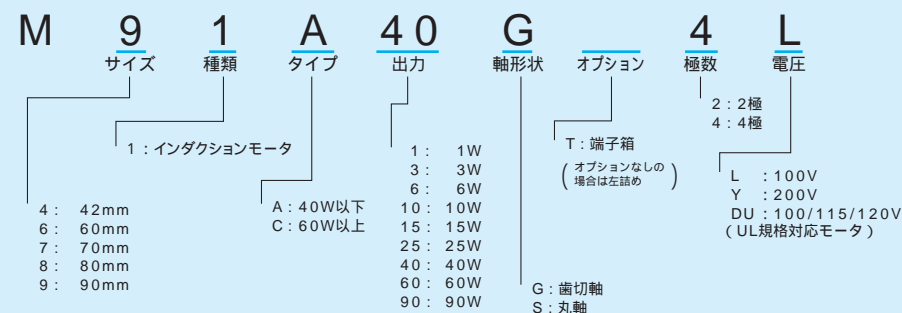 M 9 1 A 40 G 4 L
サイズ 種類 タイプ 出力 軸形状 オプション 極数 電圧
4： 42mm
6： 60mm
7： 70mm
8： 80mm
9： 90mm
1：インダクションモータ
A：40W以下
C：60W以上
1： 1W
3： 3W
6： 6W
10：10W
15：15W
25：25W
40：40W
60：60W
90：90W
G：歯切軸
S：丸軸
T：端子箱
（オプションなしの
場合は左詰め）
2：2極
4：4極
L ：100V
Y ：200V
DU：100/115/120V
（UL規格対応モータ）